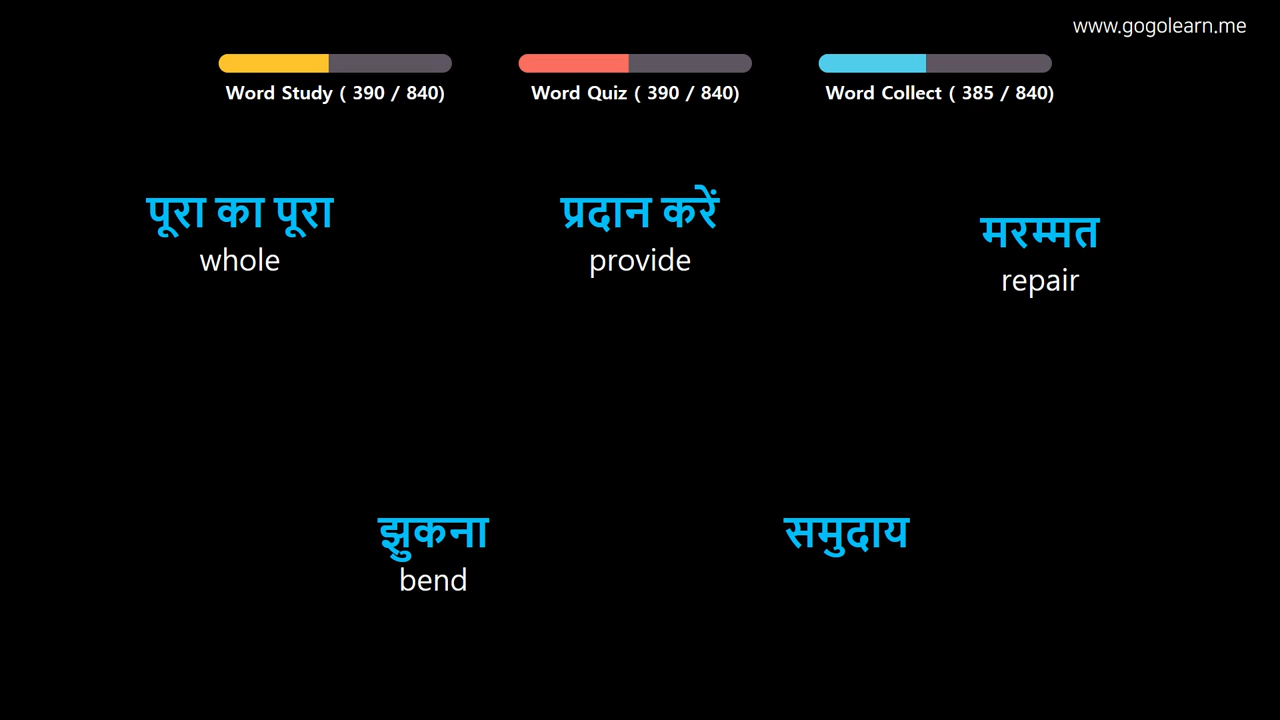 www.gogolearn.me
Word Study ( 390 / 840)
Word Quiz ( 390 / 840)
Word Collect ( 385 / 840)
पूरा का पूरा
whole
प्रदान करें
provide
मरम्मत
repair
झुकना
bend
समुदाय